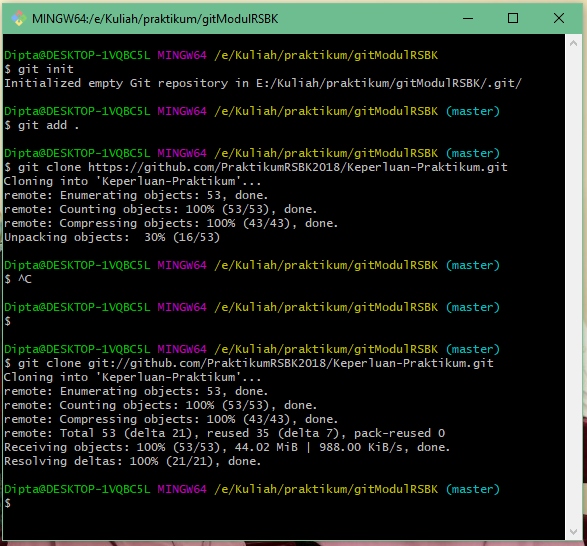 MINGW64:/e/Kuliah/praktikum/gitModulRSBK
Dipta@DESKTOP-1VQBC5L MINGW64 /e/Kuliah/praktikum/gitModulRSBK
$ git init
Initialized empty Git repository in E:/Kuliah/praktikum/gitModulRSBK/.git/
Dipta@DESKTOP-1VQBC5L MINGW64 /e/Kuliah/praktikum/gitModulRSBK (master)
$ git add .
Dipta@DESKTOP-1VQBC5L MINGW64 /e/Kuliah/praktikum/gitModulRSBK (master)
$ git clone https://github.com/PraktikumRSBK2018/Keperluan-Praktikum.git
Cloning into 'Keperluan-Praktikum'...
remote: Enumerating objects: 53, done.
remote: Counting objects: 100% (53/53), done.
remote: Compressing objects: 100% (43/43), done.
Unpacking objects:  30% (16/53)
Dipta@DESKTOP-1VQBC5L MINGW64 /e/Kuliah/praktikum/gitModulRSBK (master)
$ ^C
Dipta@DESKTOP-1VQBC5L MINGW64 /e/Kuliah/praktikum/gitModulRSBK (master)
$
Dipta@DESKTOP-1VQBC5L MINGW64 /e/Kuliah/praktikum/gitModulRSBK (master)
$ git clone git://github.com/PraktikumRSBK2018/Keperluan-Praktikum.git
Cloning into 'Keperluan-Praktikum'...
remote: Enumerating objects: 53, done.
remote: Counting objects: 100% (53/53), done.
remote: Compressing objects: 100% (43/43), done.
remote: Total 53 (delta 21), reused 35 (delta 7), pack-reused 0
Receiving objects: 100% (53/53), 44.02 MiB | 988.00 KiB/s, done.
Resolving deltas: 100% (21/21), done.
Dipta@DESKTOP-1VQBC5L MINGW64 /e/Kuliah/praktikum/gitModulRSBK (master)
$